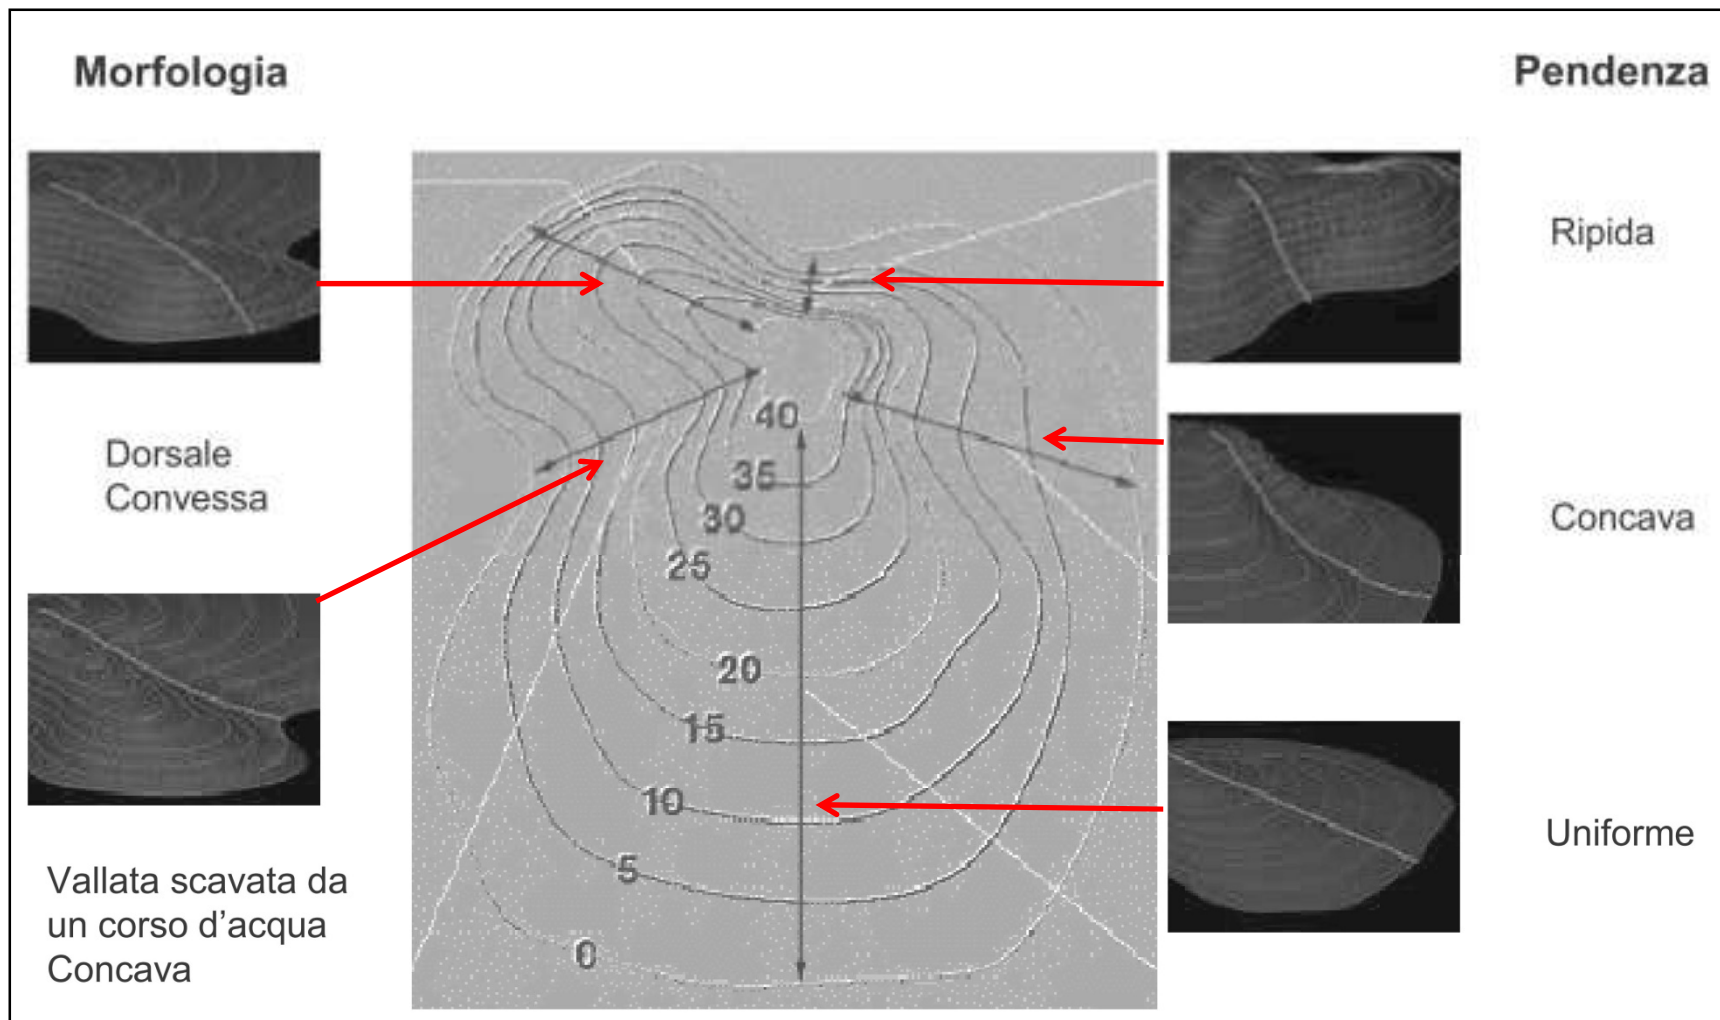 Morfologia
Pendenza
Ripida
Dorsale
Convessa
Concava
Uniforme
Vallata scavata da
un corso d'acqua
Concava
40
35
30
25
20
15
10
5
0